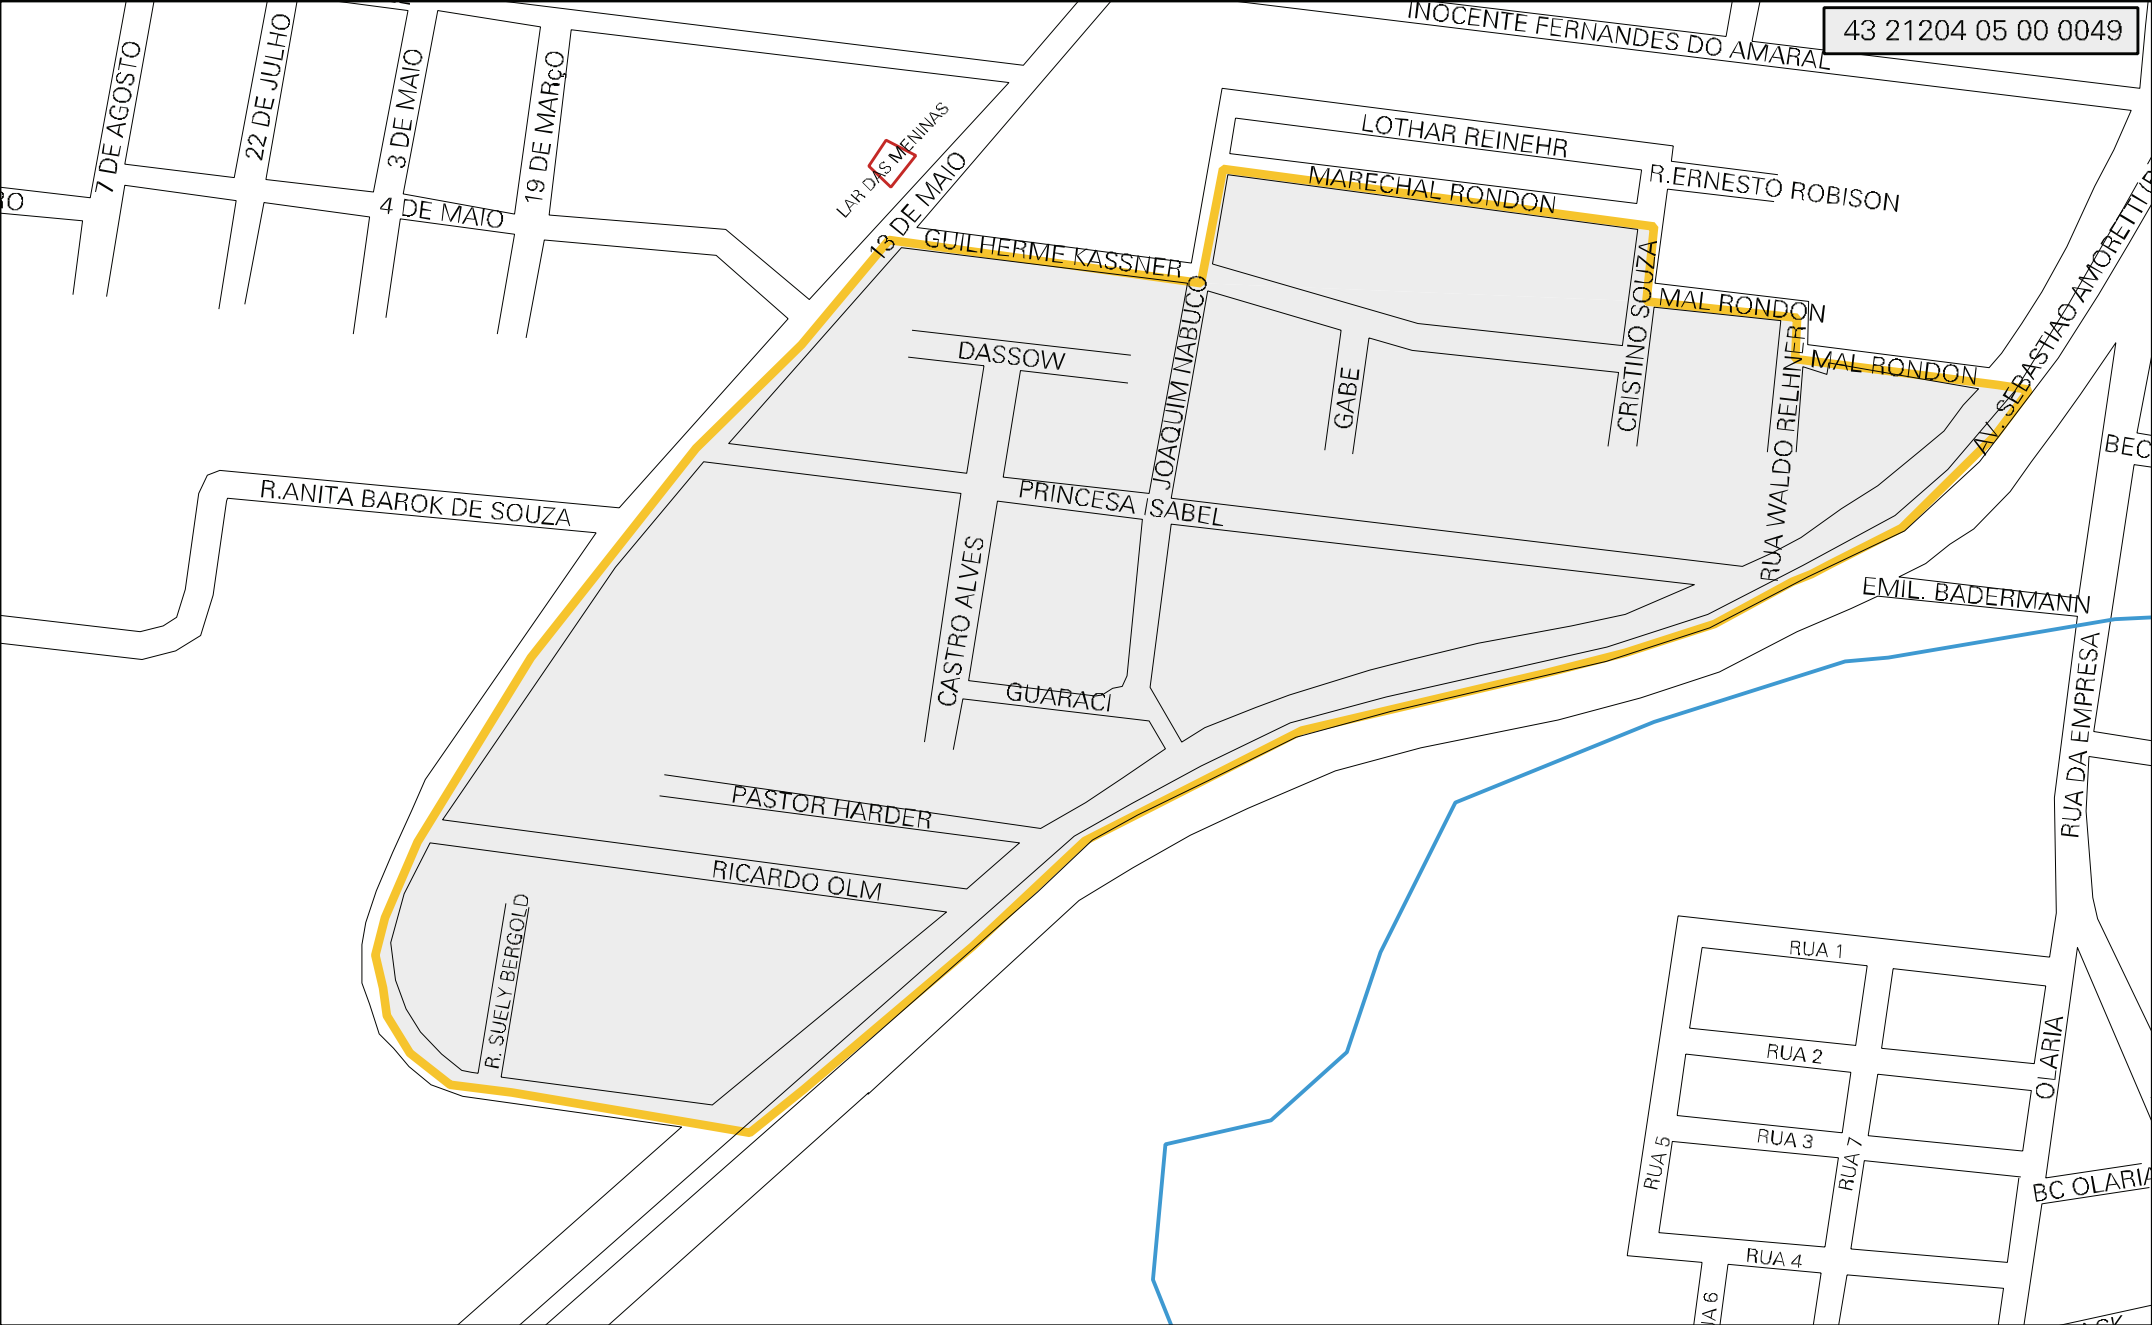 43 21204 05 00 0049
INOCENTE FERNANDES DO AMARAL
7 DE AGOSTO
22 DE JULHO
3 DE MAIO
19 DE MARÇO
4 DE MAIO
LAR DAS MENINAS
13 DE MAIO
LOTHAR REINEHR
R.ERNESTO ROBISON
MARECHAL RONDON
GUILHERME KASSNER
MAL RONDON
MAL RONDON
AV. SEBASTIAO AMORETTI
DASSOW
JOAQUIM NABUCO
GABE
CRISTINO SOUZA
RUA WALDO RELHNER
BEC
R.ANITA BAROK DE SOUZA
PRINCESA ISABEL
CASTRO ALVES
EMIL. BADERMANN
GUARACI
RUA DA EMPRESA
PASTOR HARDER
RICARDO OLM
R. SUELY BERGOLD
RUA 1
RUA 2
OLARIA
RUA 3
RUA 5
RUA 7
BC OLARIA
RUA 4